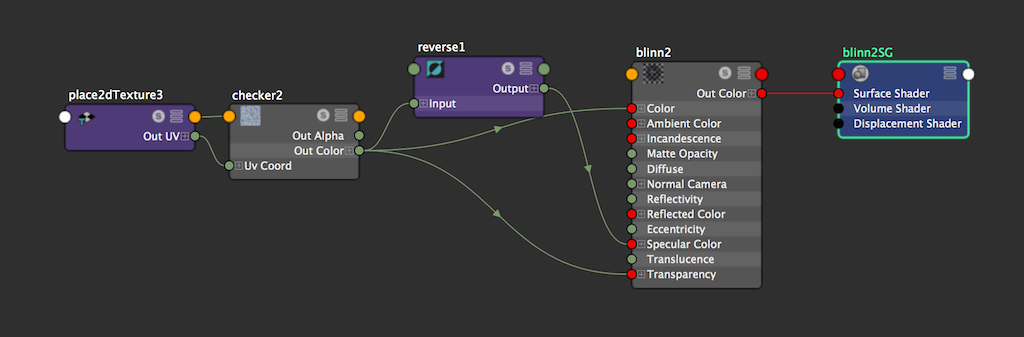 place2dTexture3
Out UV
checker2
Out Alpha
Out Color
Uv Coord
reverse1
Output
Input
blinn2
Out Color
Color
Ambient Color
Incandescence
Matte Opacity
Diffuse
Normal Camera
Reflectivity
Reflected Color
Eccentricity
Specular Color
Translucence
Transparency
blinn2SG
Surface Shader
Volume Shader
Displacement Shader